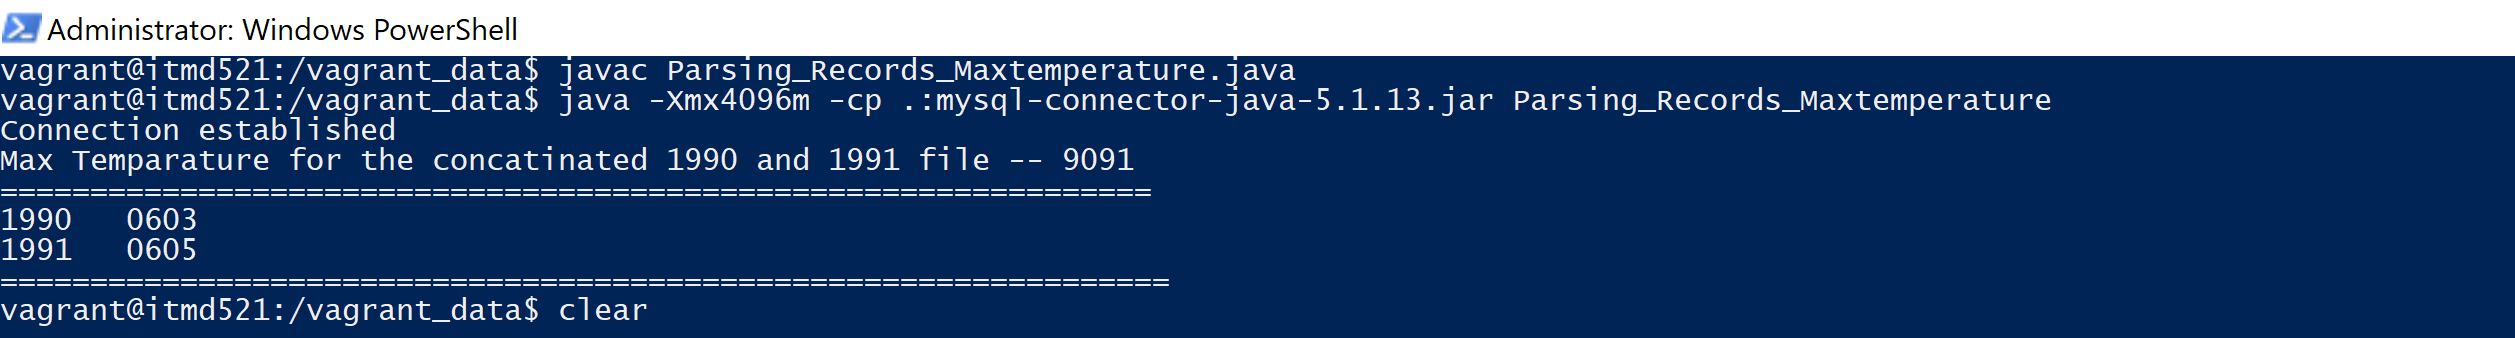 Administrator: Windows PowerShell
vagrant@itmd521:/vagrant_data$ javac Parsing_Records_Maxtemperature.java
vagrant@itmd521:/vagrant_data$ java -Xmx4096m -cp .:mysql-connector-java-5.1.13.jar Parsing_Records_Maxtemperature
Connection established
Max Temparature for the concatinated 1990 and 1991 file -- 9091
================================================================
1990   0603
1991   0605
=================================================================
vagrant@itmd521:/vagrant_data$ clear